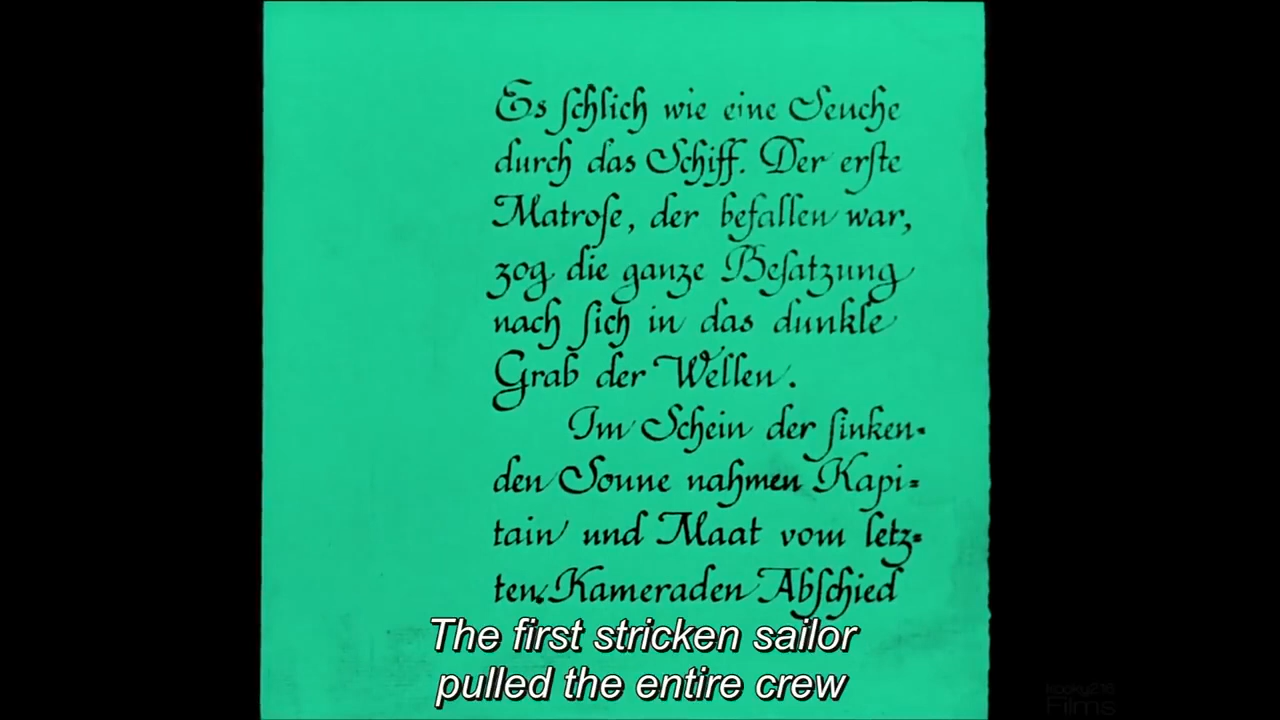 Es ſchlich wie eine Seuche
durch das Schiff. Der erſte
Matroſe, der befallen war,
zog die ganze Beſatzung
nach ſich in das dunkle
Grab der Wellen.
Im Schein der ſinken=
den Sonne nahmen Kapi=
tain und Maat vom letz=
ten Kameraden Abſchied
The first stricken sailor
pulled the entire crew
kooky216
Films